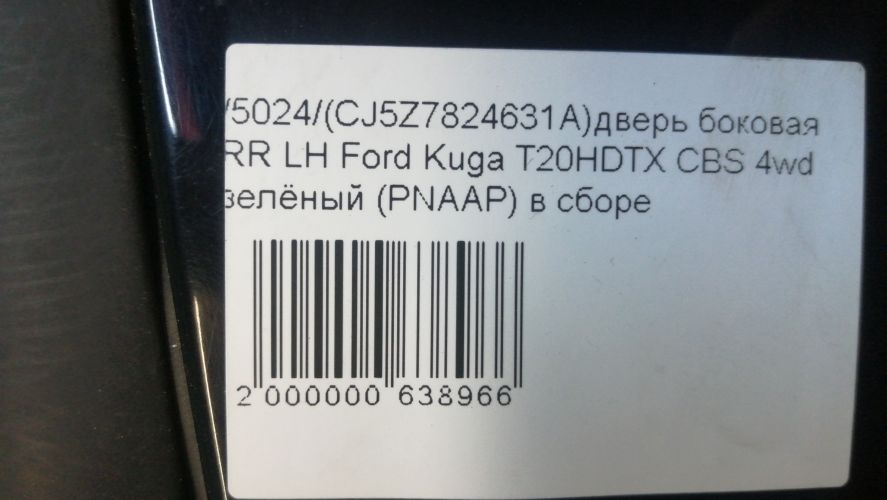 /5024/(CJ5Z7824631A)дверь боковая
RR LH Ford Kuga T20HDTX CBS 4wd
зелёный (PNAAP) в сборе
2 000000 638966